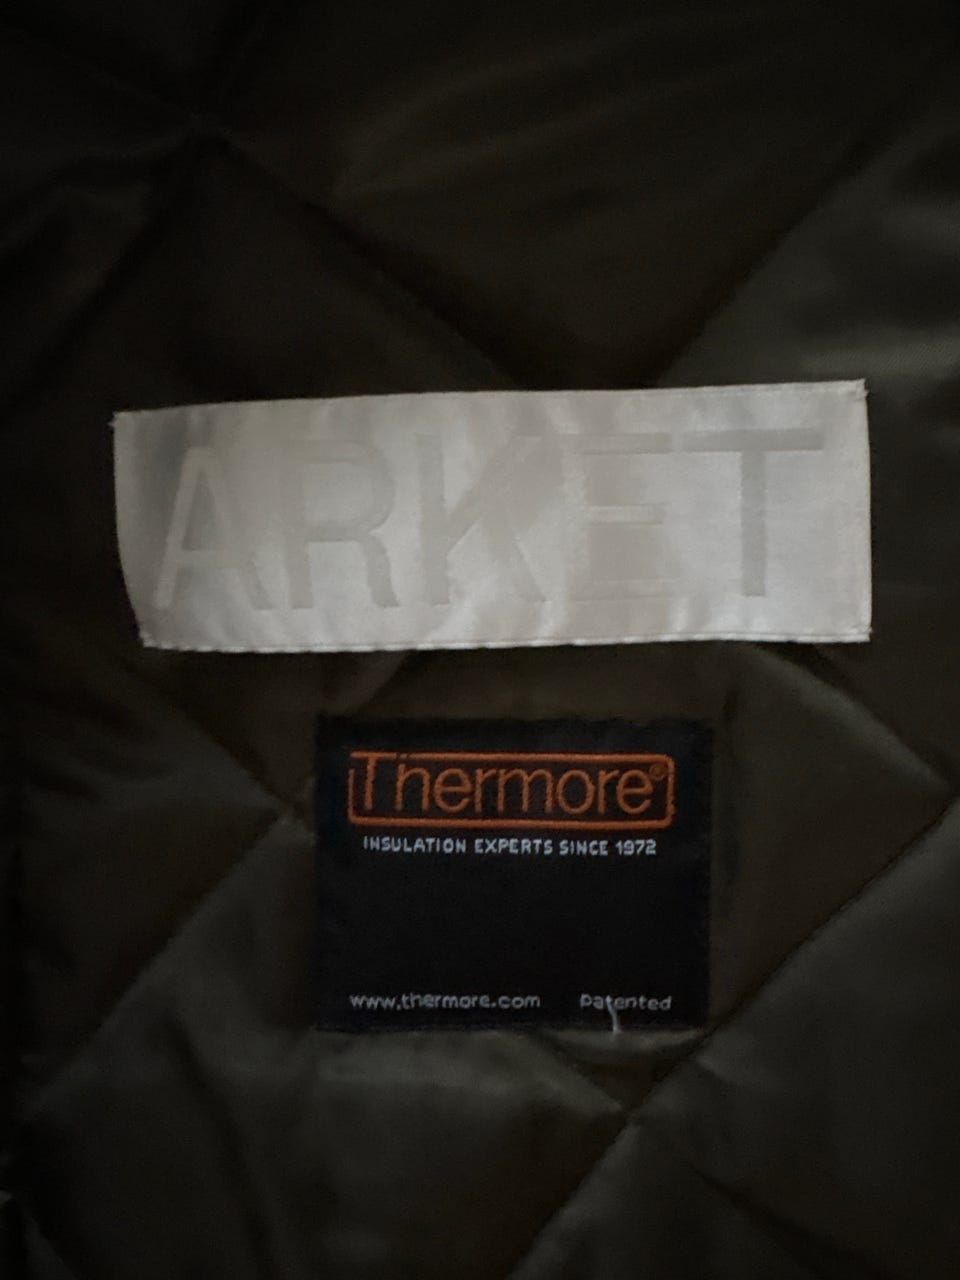 ARKET
Thermore®
INSULATION EXPERTS SINCE 1972
www.thermore.com patented